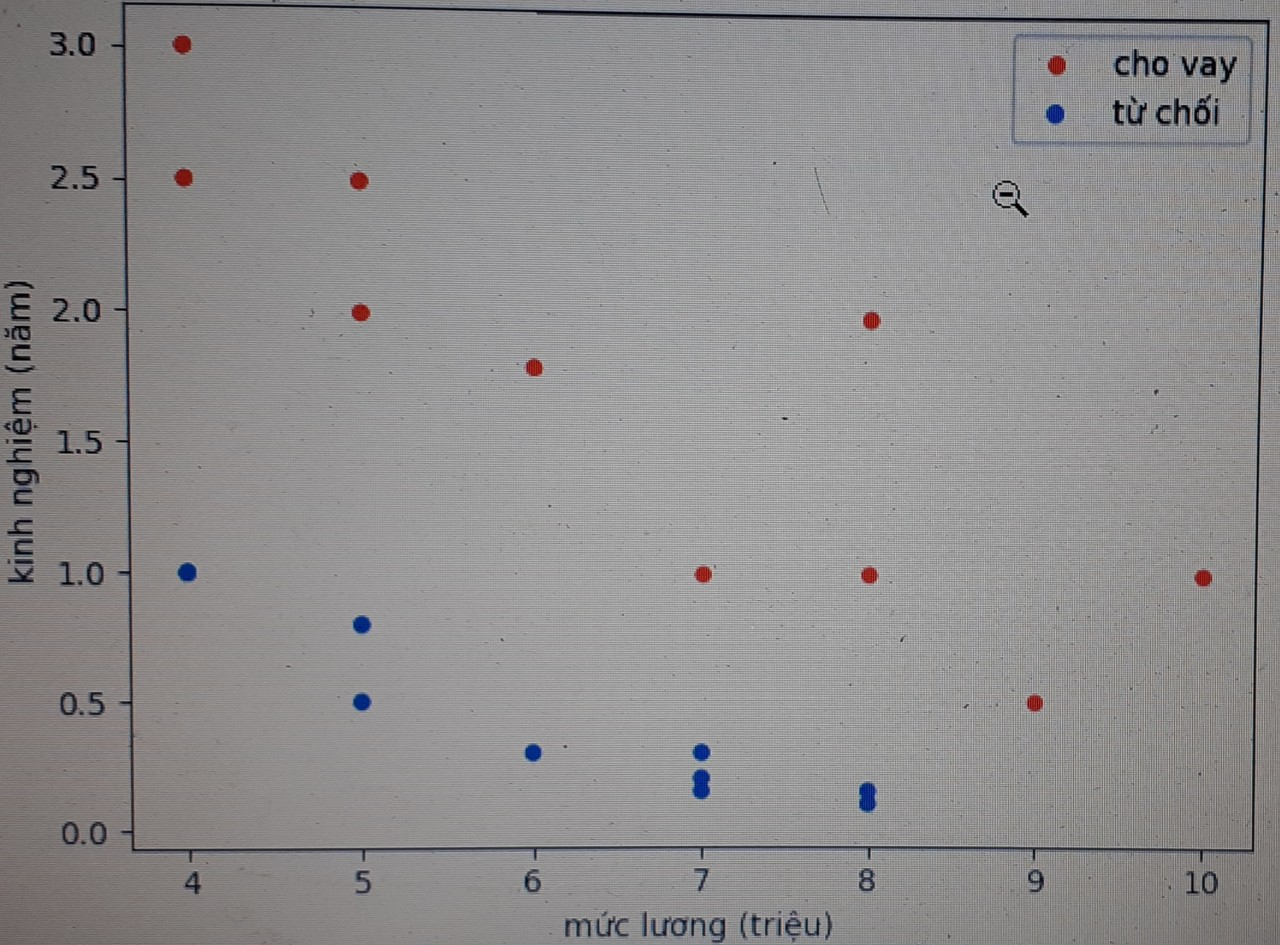 3.0
2.5
2.0
1.5
1.0
0.5
0.0
kinh nghiệm (năm)
cho vay
từ chối
4 5 6 7 8 9 10
mức lương (triệu)